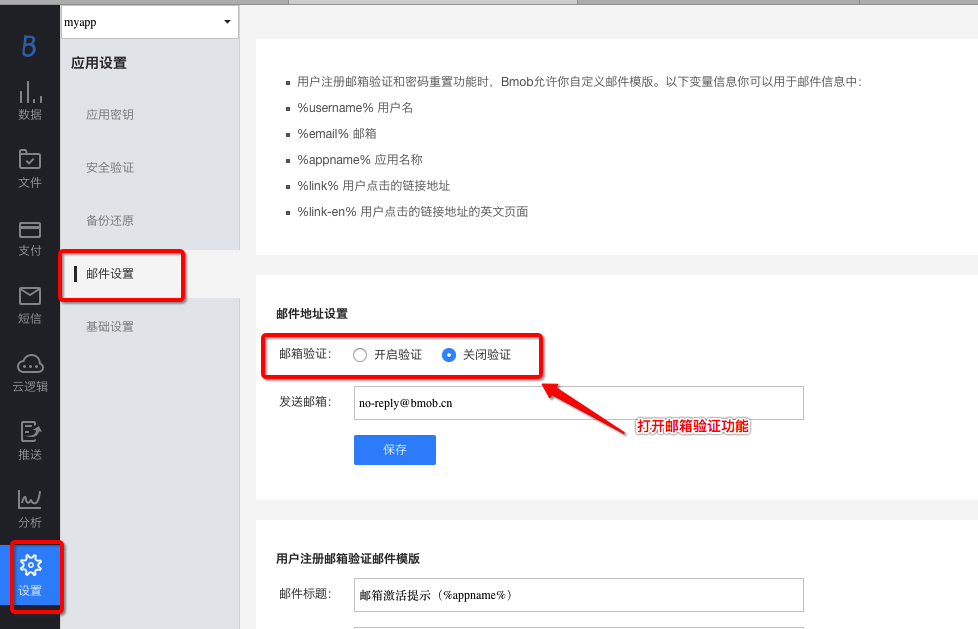 myapp
B
数据
文件
支付
短信
云逻辑
推送
分析
设置
应用设置
应用密钥
安全验证
备份还原
邮件设置
基础设置
用户注册邮箱验证和密码重置功能时，Bmob允许你自定义邮件模版。以下变量信息你可以用于邮件信息中：
%username% 用户名
%email% 邮箱
%appname% 应用名称
%link% 用户点击的链接地址
%link-en% 用户点击的链接地址的英文页面
邮件地址设置
邮箱验证： 开启验证 关闭验证
发送邮箱： no-reply@bmob.cn
打开邮箱验证功能
保存
用户注册邮箱验证邮件模版
邮件标题： 邮箱激活提示（%appname%）